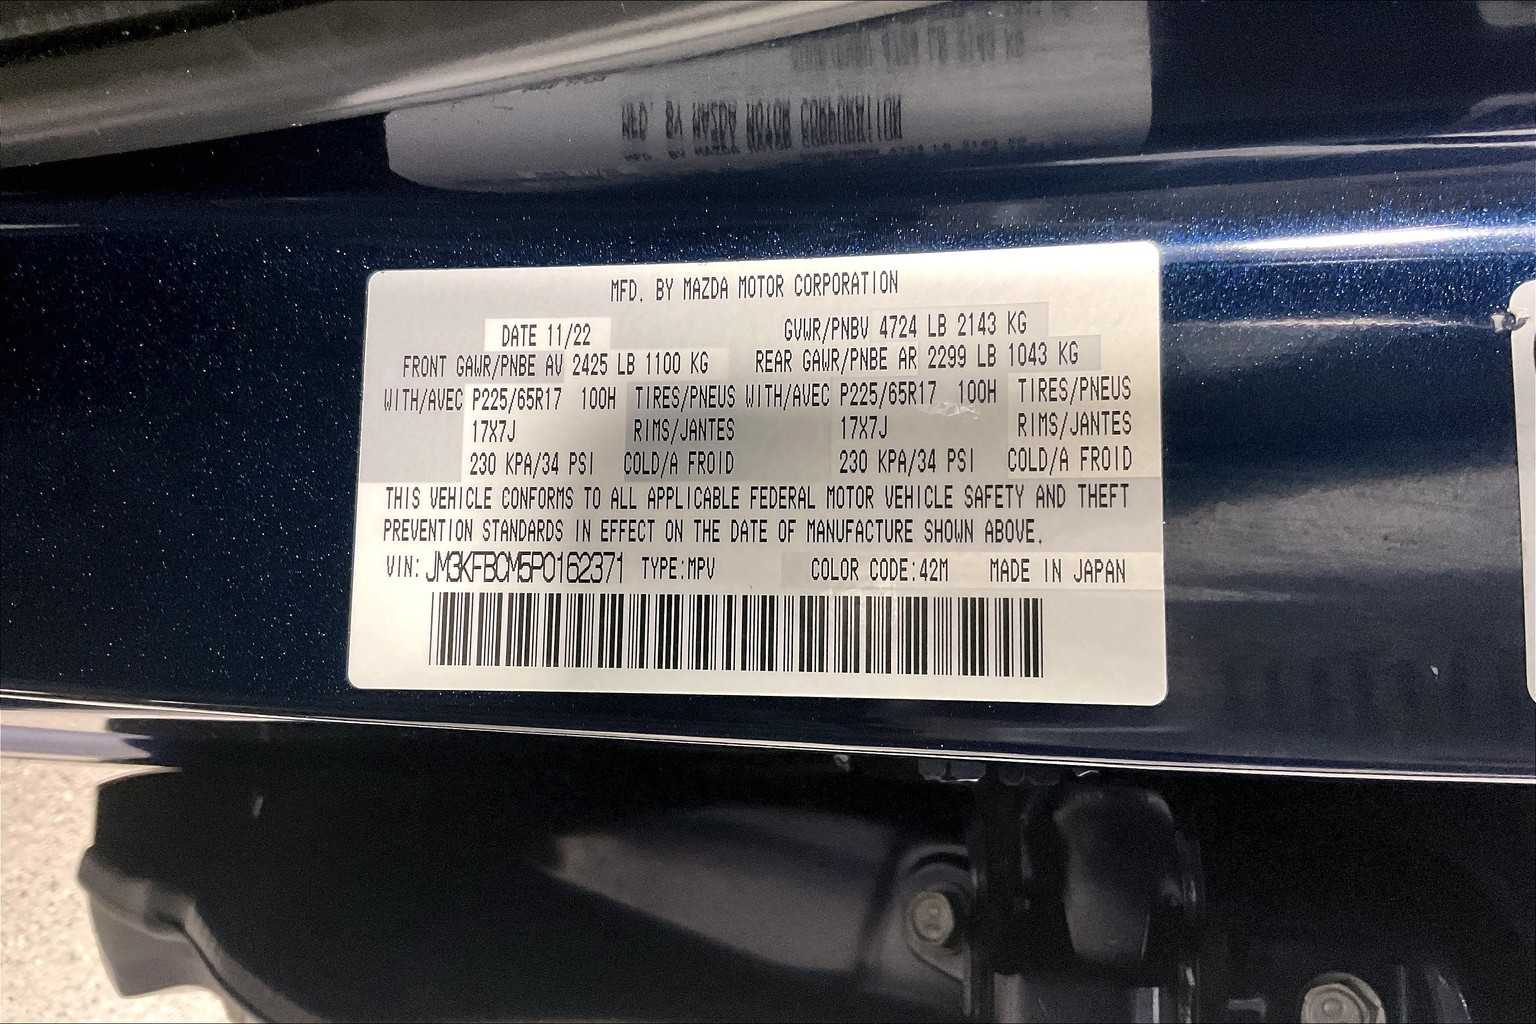 MFD. BY MAZDA MOTOR CORPORATION
DATE 11/22 GVWR/PNBV 4724 LB 2143 KG
FRONT GAWR/PNBE AV 2425 LB 1100 KG REAR GAWR/PNBE AR 2299 LB 1043 KG
WITH/AVEC P225/65R17 100H TIRES/PNEUS WITH/AVEC P225/65R17 100H TIRES/PNEUS
17X7J RIMS/JANTES 17X7J RIMS/JANTES
230 KPA/34 PSI COLD/A FROID 230 KPA/34 PSI COLD/A FROID
THIS VEHICLE CONFORMS TO ALL APPLICABLE FEDERAL MOTOR VEHICLE SAFETY AND THEFT
PREVENTION STANDARDS IN EFFECT ON THE DATE OF MANUFACTURE SHOWN ABOVE.
VIN: JM3KFBCM5P0162371 TYPE:MPV COLOR CODE:42M MADE IN JAPAN